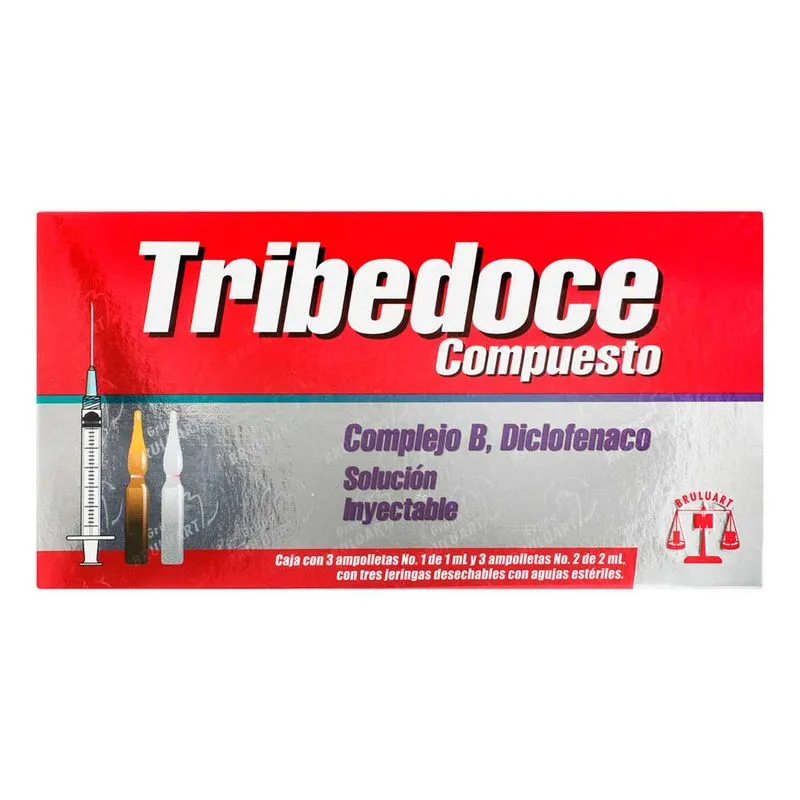 Tribedoce
Compuesto
Complejo B, Diclofenaco
Solución
Inyectable
BRULUART
Caja con 3 ampolletas No. 1 de 1 mL y 3 ampolletas No. 2 de 2 mL,
con tres jeringas desechables con agujas estériles.